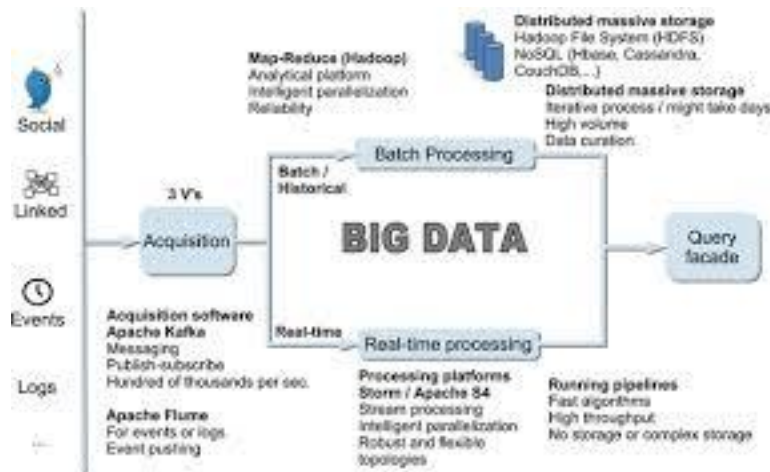 Social
Linked
Events
Logs
...
3 V's
Acquisition
Acquisition software
Apache Kafka
Messaging
Publish-subscribe
Hundred of thousands per sec.
Apache Flume
For events or logs
Event pushing
Map-Reduce (Hadoop)
Analytical platform
Intelligent parallelization
Reliability
Batch /
Historical
Batch Processing
Distributed massive storage
Hadoop File System (HDFS)
NoSQL (Hbase, Cassandra,
CouchDB,...)
Distributed massive storage
Iterative process / might take days
High volume
Data curation
BIG DATA
Real-time
Real-time processing
Processing platforms
Storm / Apache S4
Stream processing
Intelligent parallelization
Robust and flexible
topologies
Running pipelines
Fast algorithms
High throughput
No storage or complex storage
Query
facade